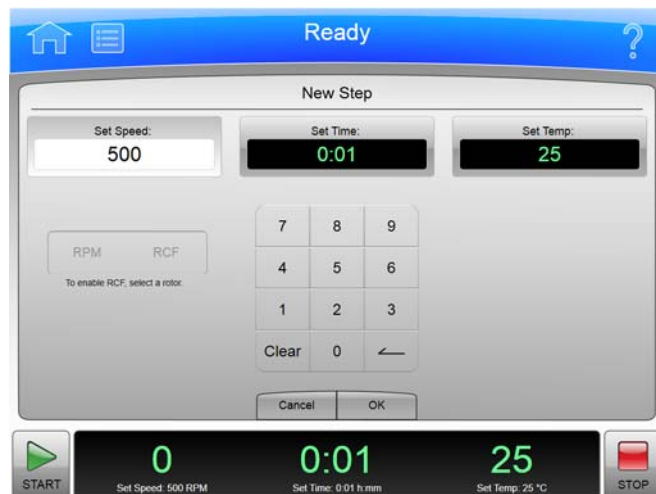 Ready
?
New Step
Set Speed:
500
Set Time:
0:01
Set Temp:
25
7 8 9
RPM RCF
To enable RCF, select a rotor.
4 5 6
1 2 3
Clear 0
Cancel OK
START
0
Set Speed: 500 RPM
0:01
Set Time: 0:01 h:mm
25
Set Temp: 25 °C
STOP